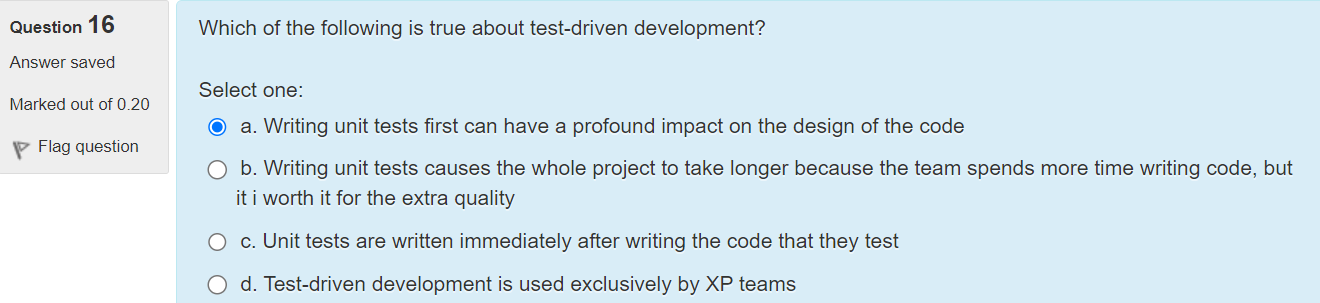 Question 16
Answer saved
Marked out of 0.20
Flag question
Which of the following is true about test-driven development?
Select one:
a. Writing unit tests first can have a profound impact on the design of the code
b. Writing unit tests causes the whole project to take longer because the team spends more time writing code, but
it i worth it for the extra quality
c. Unit tests are written immediately after writing the code that they test
d. Test-driven development is used exclusively by XP teams